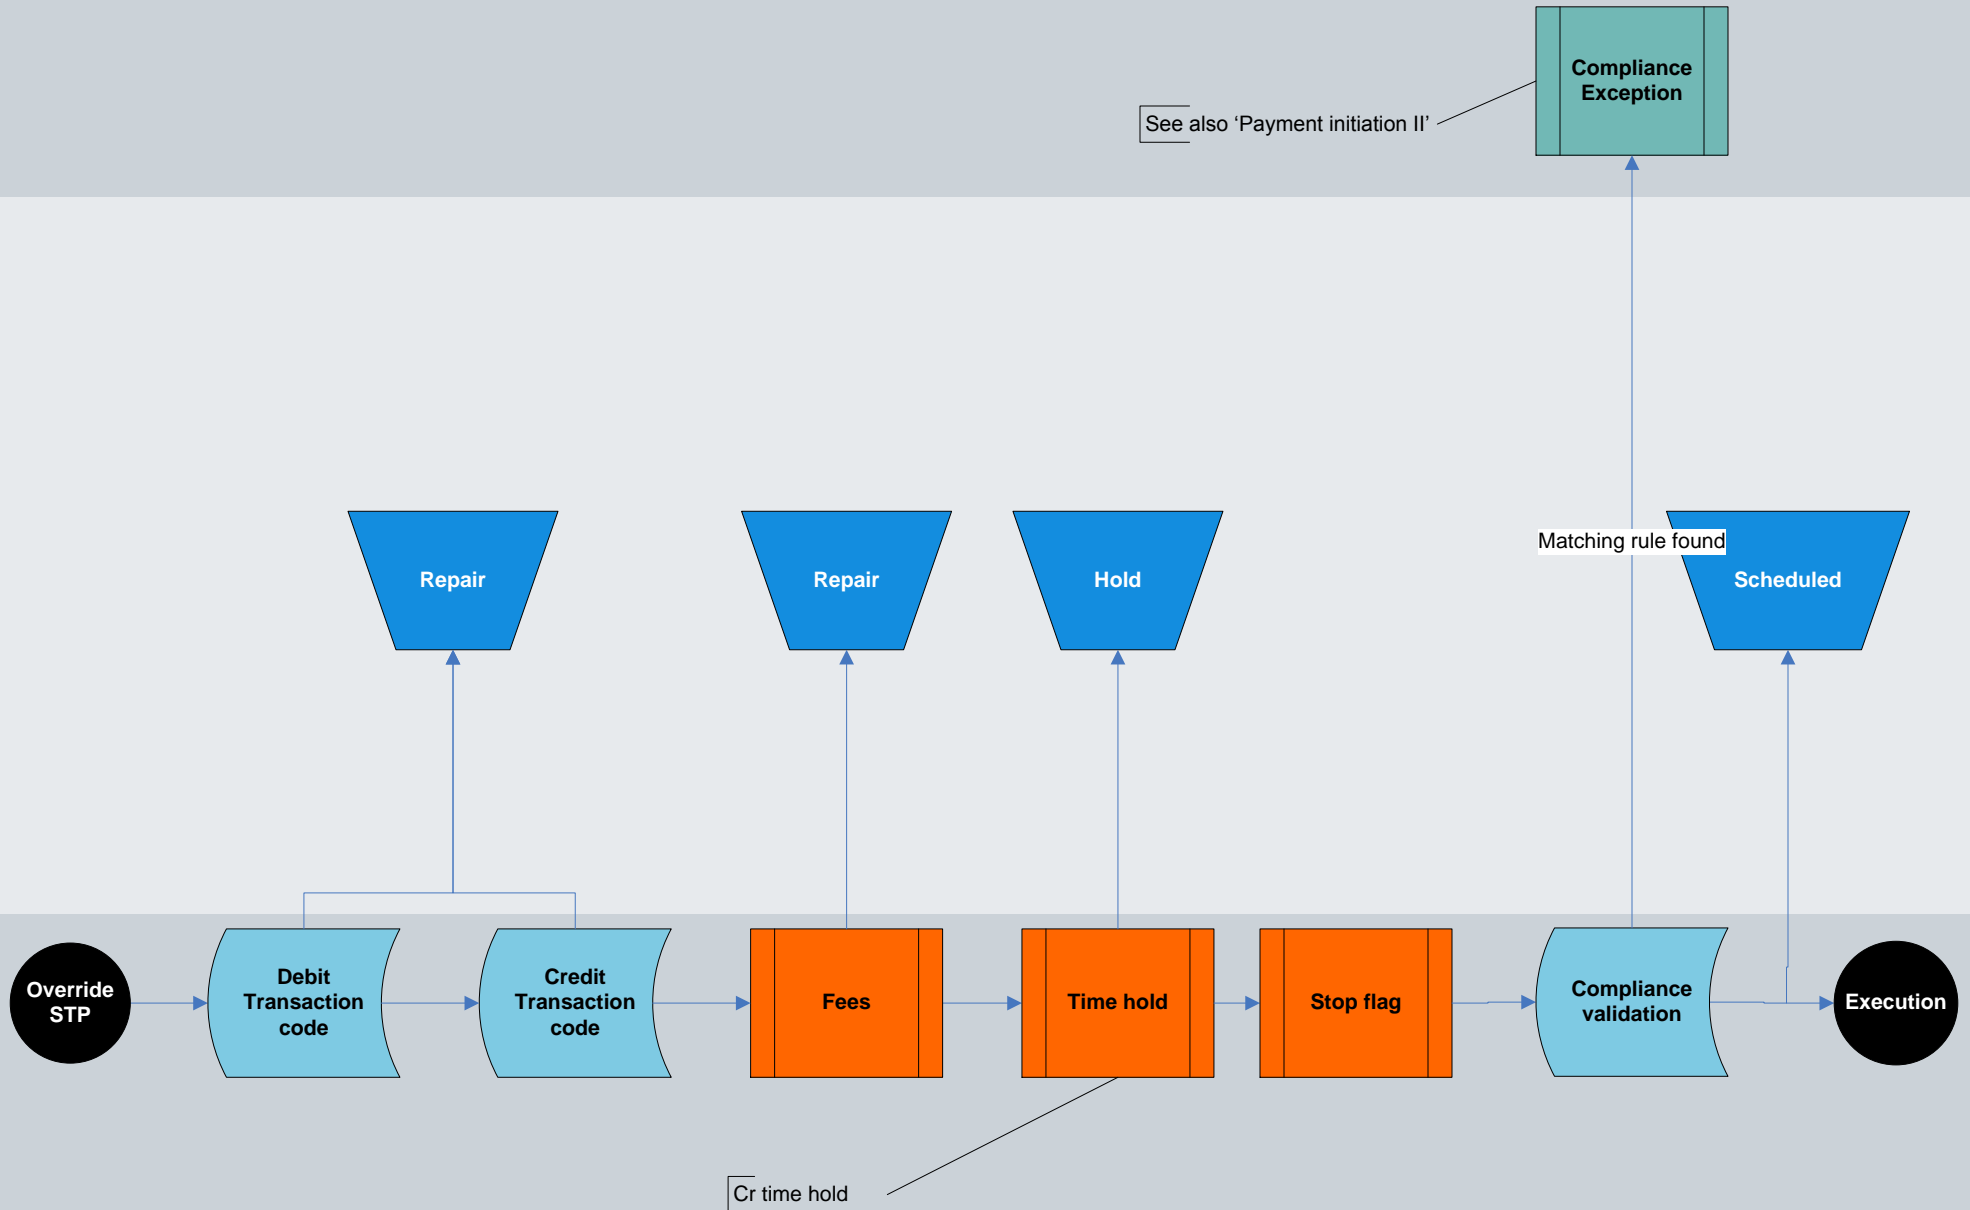 Compliance
Exception
See also ‘Payment initiation II’
Matching rule found
Repair
Repair
Hold
Scheduled
Override
STP
Debit
Transaction
code
Credit
Transaction
code
Fees
Time hold
Stop flag
Compliance
validation
Execution
Cr time hold